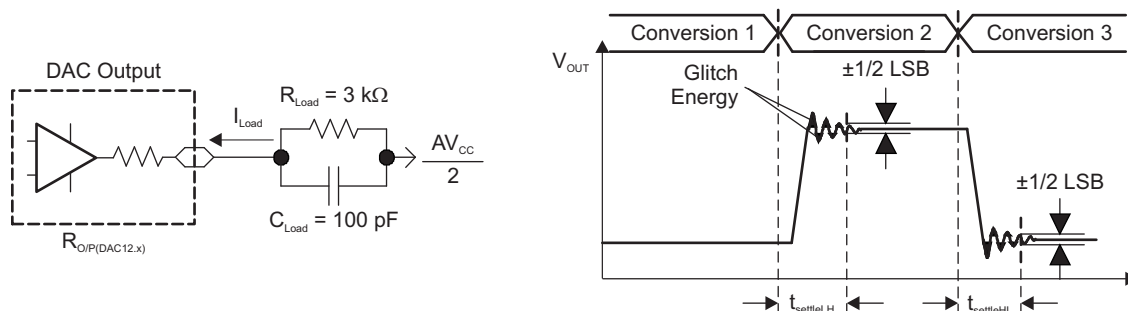 DAC Output
I_Load
R_Load = 3 kΩ
AV_CC
2
C_Load = 100 pF
R_O/P(DAC12.x)
Conversion 1
Conversion 2
Conversion 3
V_OUT
±1/2 LSB
Glitch
Energy
±1/2 LSB
t_settleLH
t_settleHL